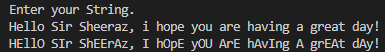 Enter your String.
Hello Sir Sheeraz, i hope you are having a great day!
HEllO SIr ShEErAz, I hOpE yOU ArE hAvIng A grEAt dAy!